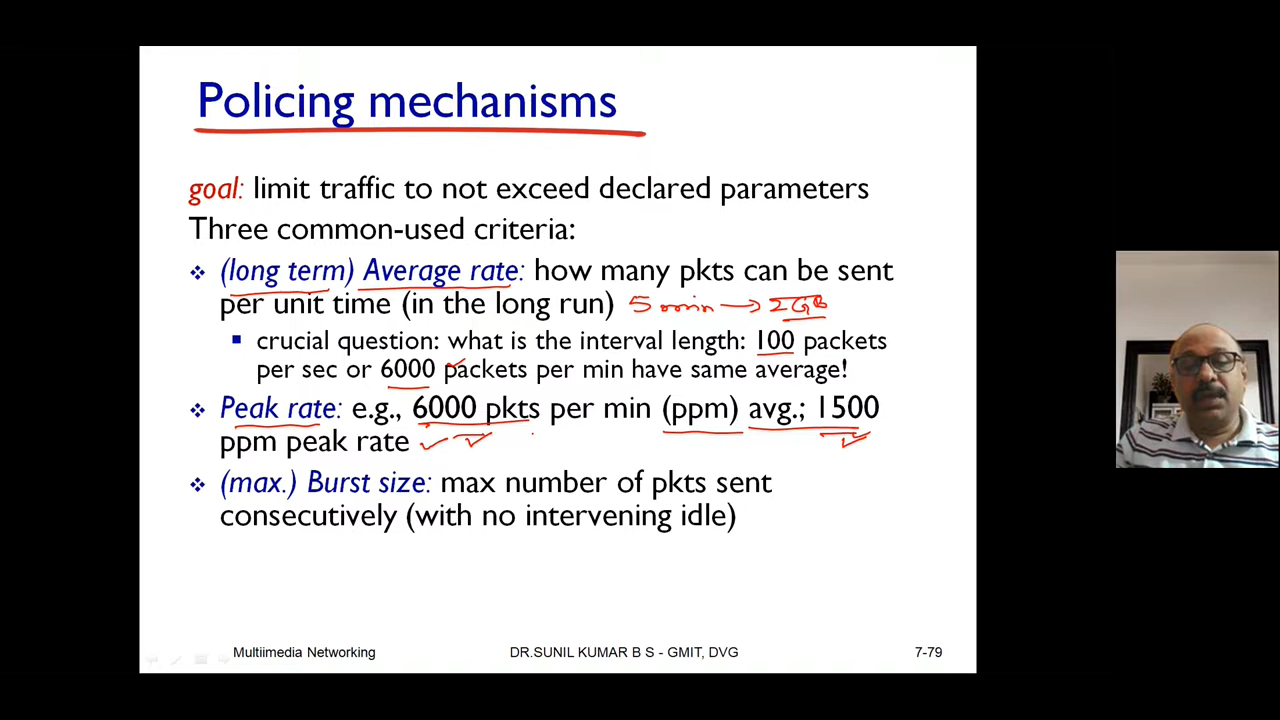 Policing mechanisms
goal: limit traffic to not exceed declared parameters
Three common-used criteria:
(long term) Average rate: how many pkts can be sent
per unit time (in the long run) 5 min → 2GB
crucial question: what is the interval length: 100 packets
per sec or 6000 packets per min have same average!
Peak rate: e.g., 6000 pkts per min (ppm) avg.; 1500
ppm peak rate
(max.) Burst size: max number of pkts sent
consecutively (with no intervening idle)
Multiimedia Networking DR.SUNIL KUMAR B S - GMIT, DVG 7-79